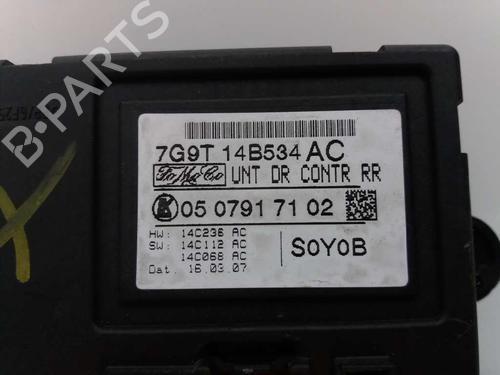 B-PARTS
7G9T 14B534 AC
FoMoCo UNT DR CONTR RR
05 0791 71 02
HW: 14C236 AC
SW: 14C112 AC
14C068 AC
Dat. 16.03.07
S0Y0B